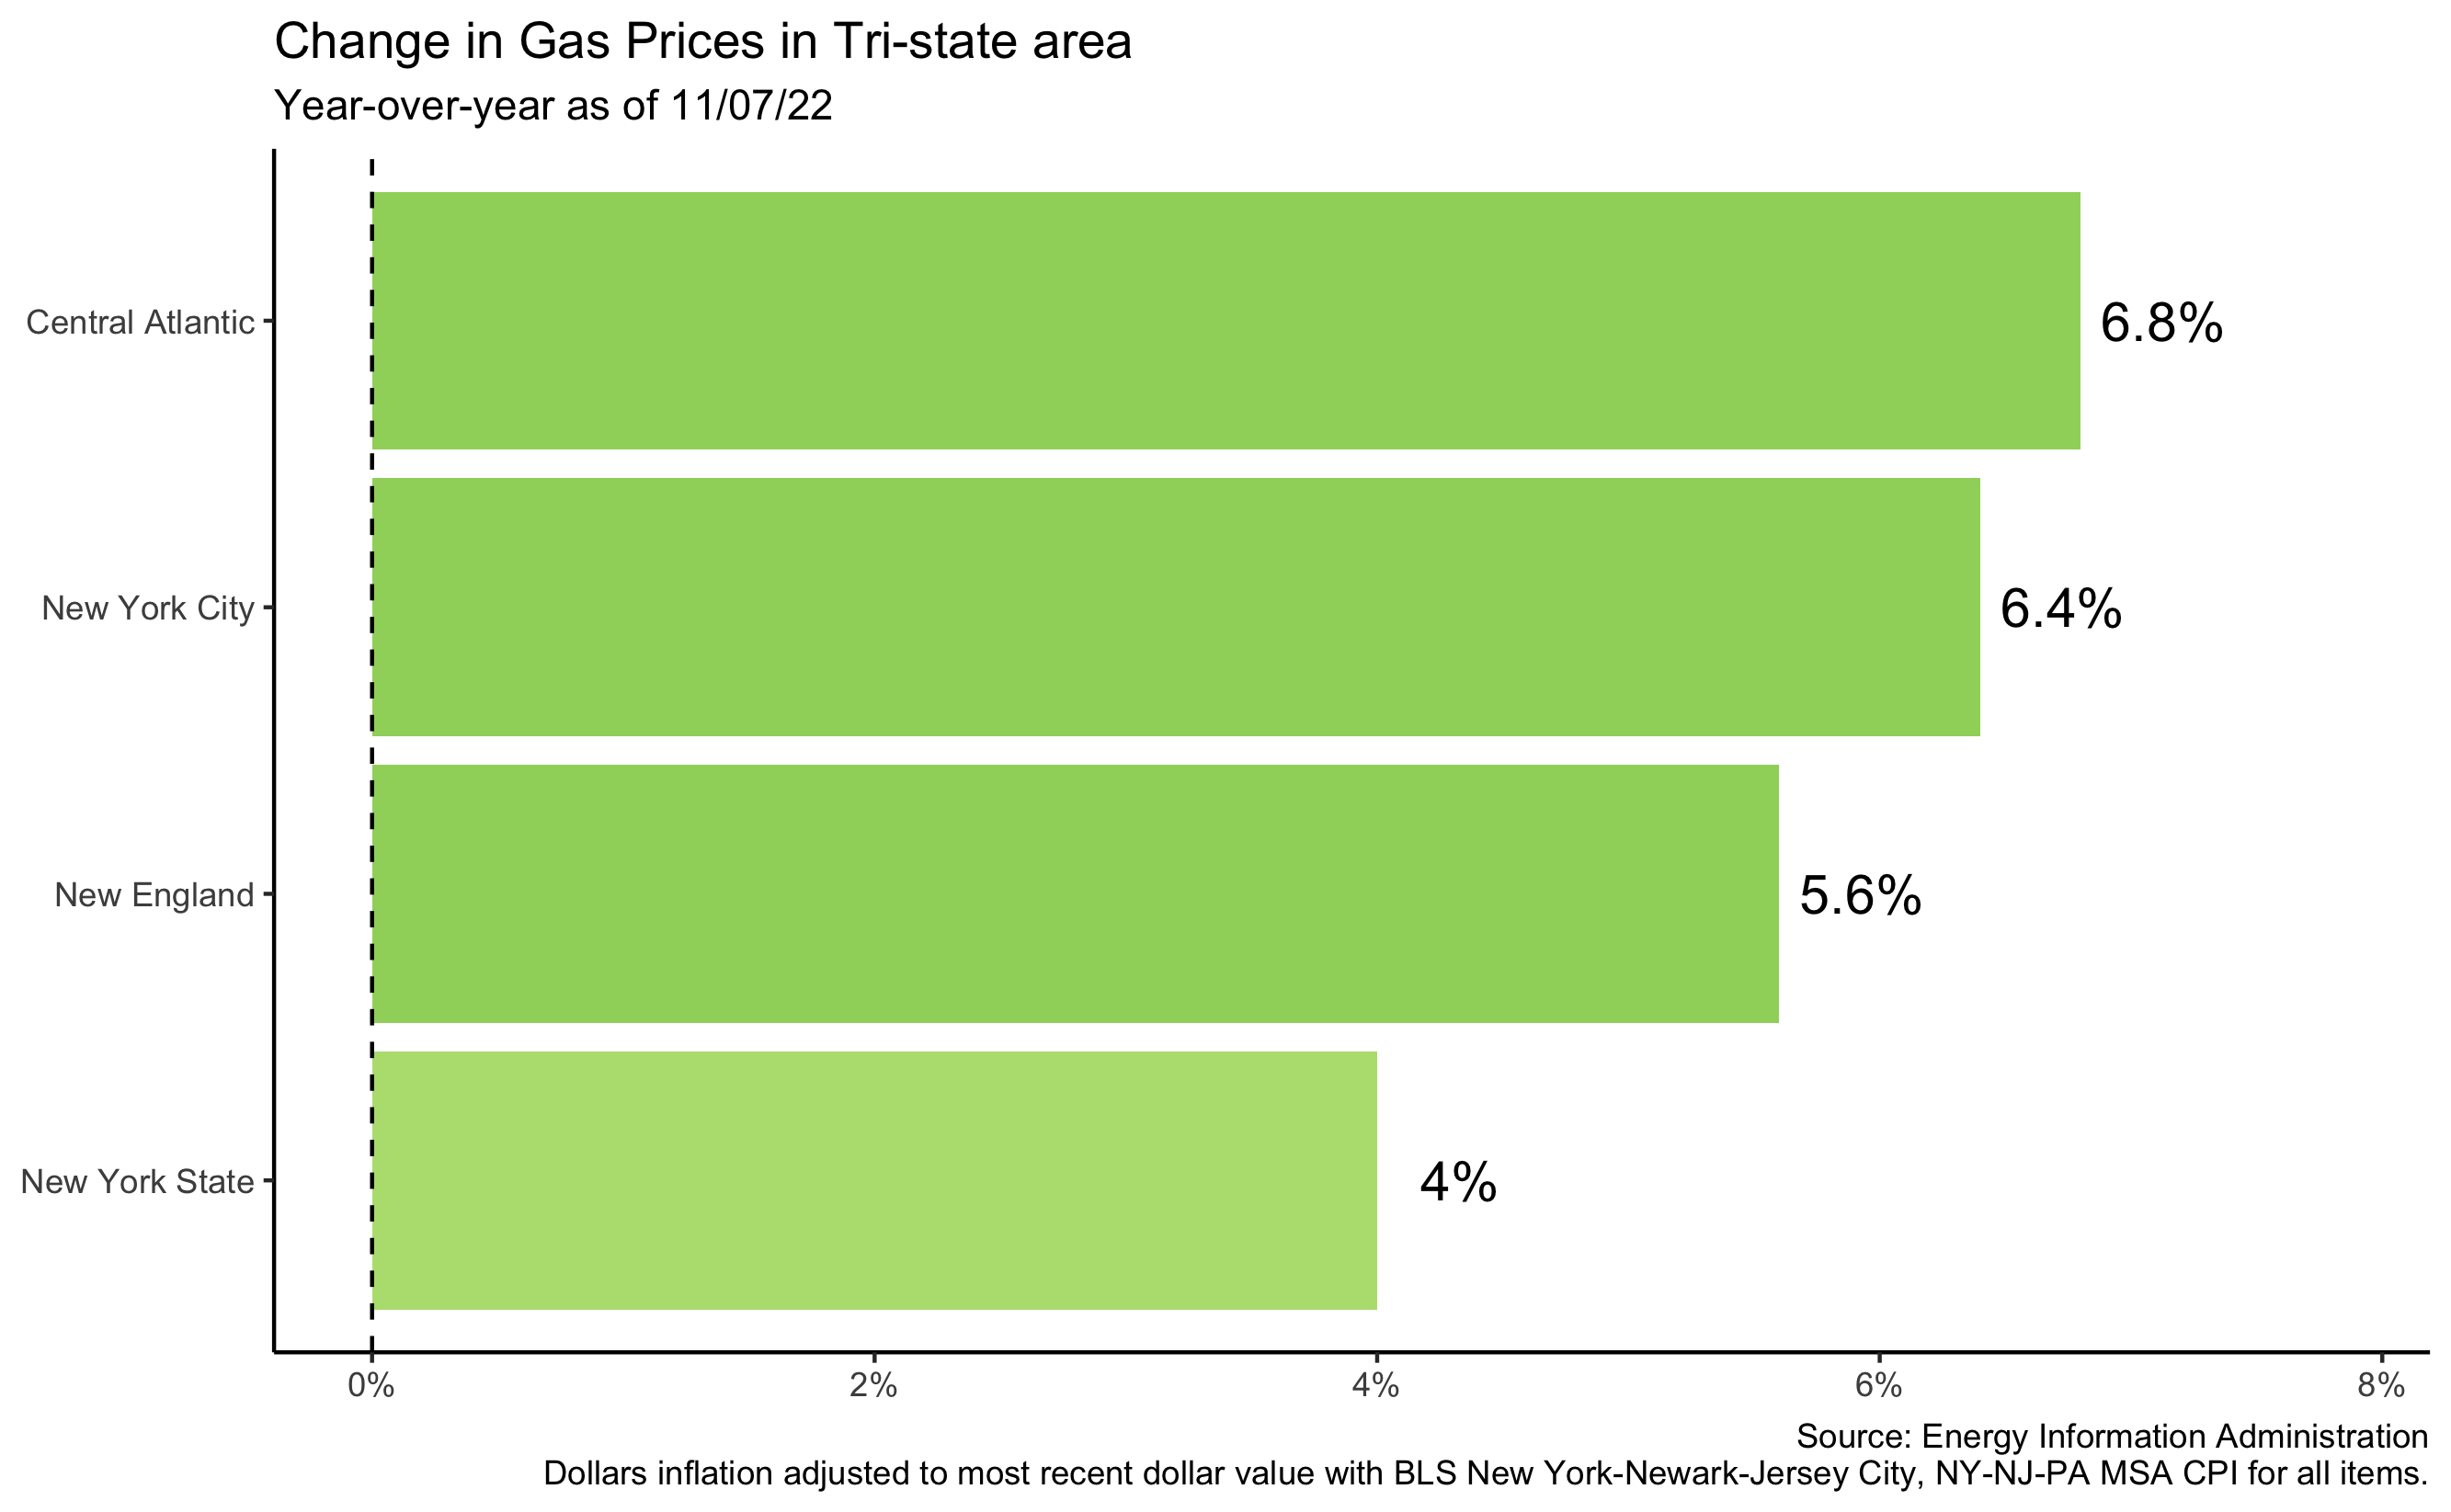 Change in Gas Prices in Tri-state area
Year-over-year as of 11/07/22
Central Atlantic
6.8%
New York City
6.4%
New England
5.6%
New York State
4%
0%
2%
4%
6%
8%
Source: Energy Information Administration
Dollars inflation adjusted to most recent dollar value with BLS New York-Newark-Jersey City, NY-NJ-PA MSA CPI for all items.